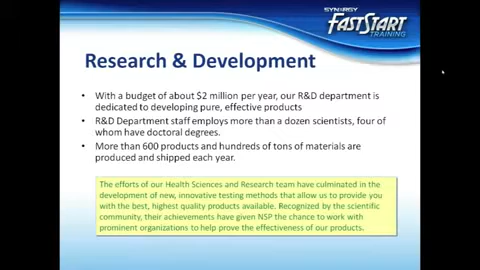 SYNERGY
FASTSTART
TRAINING
Research & Development
• With a budget of about $2 million per year, our R&D department is
dedicated to developing pure, effective products
• R&D Department staff employs more than a dozen scientists, four of
whom have doctoral degrees.
• More than 600 products and hundreds of tons of materials are
produced and shipped each year.
The efforts of our Health Sciences and Research team have culminated in the
development of new, innovative testing methods that allow us to provide you
with the best, highest quality products available. Recognized by the scientific
community, their achievements have given NSP the chance to work with
prominent organizations to help prove the effectiveness of our products.